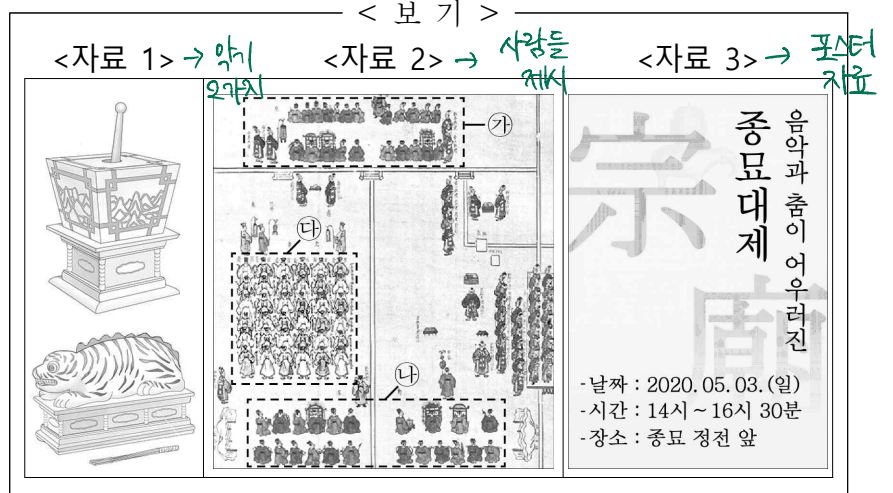 < 보 기 >
<자료 1> → 악기 2가지
<자료 2> → 사람들 제시
<자료 3> → 포스터 자료
㉮
㉰
㉯
宗
廟
종묘대제
음악과 춤이 어우러진
-날짜 : 2020. 05. 03.(일)
-시간 : 14시 ~ 16시 30분
-장소 : 종묘 정전 앞